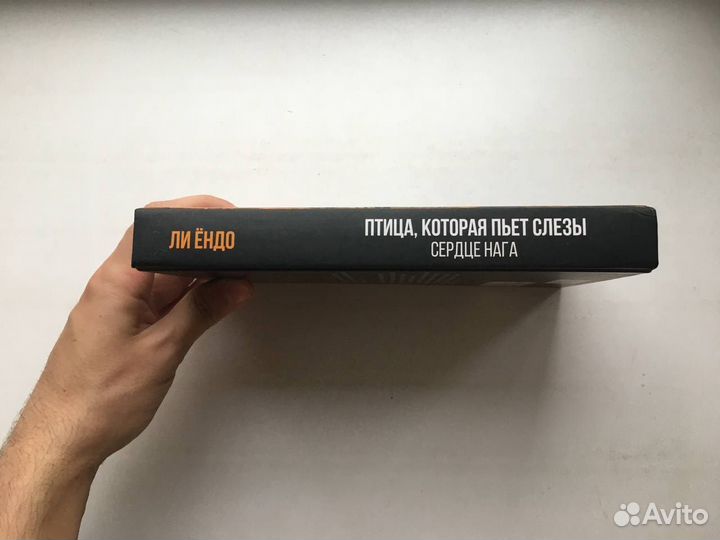 ЛИ ЁНДО
ПТИЦА, КОТОРАЯ ПЬЕТ СЛЕЗЫ
СЕРДЦЕ НАГА
Avito